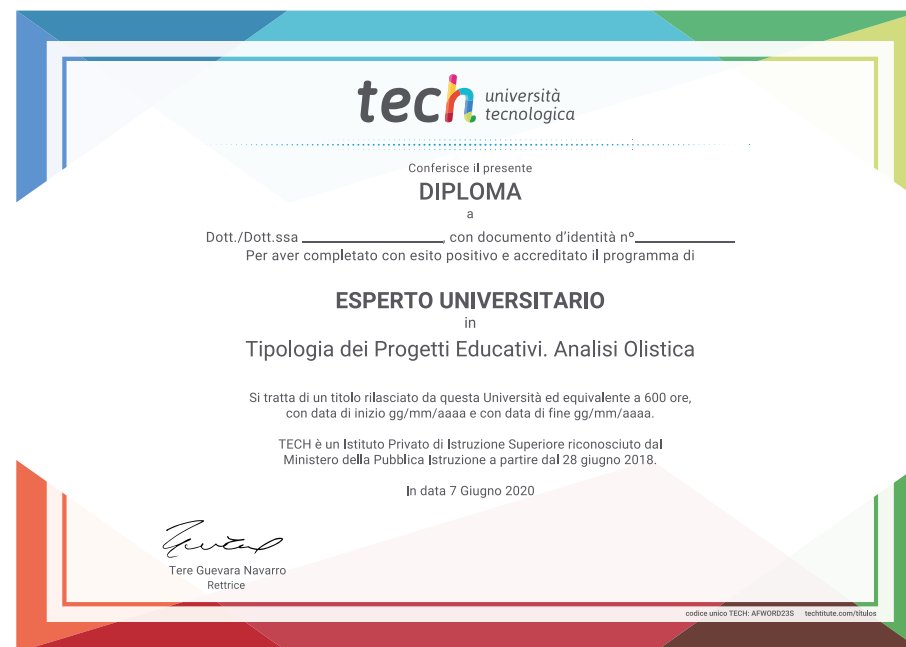 tech università
tecnologica
Conferisce il presente
DIPLOMA
a
Dott./Dott.ssa ____________________, con documento d'identità nº______________
Per aver completato con esito positivo e accreditato il programma di
ESPERTO UNIVERSITARIO
in
Tipologia dei Progetti Educativi. Analisi Olistica
Si tratta di un titolo rilasciato da questa Università ed equivalente a 600 ore,
con data di inizio gg/mm/aaaa e con data di fine gg/mm/aaaa.
TECH è un Istituto Privato di Istruzione Superiore riconosciuto dal
Ministero della Pubblica Istruzione a partire dal 28 giugno 2018.
In data 7 Giugno 2020
Tere Guevara Navarro
Rettrice
codice unico TECH: AFWORD23S techtitute.com/títulos